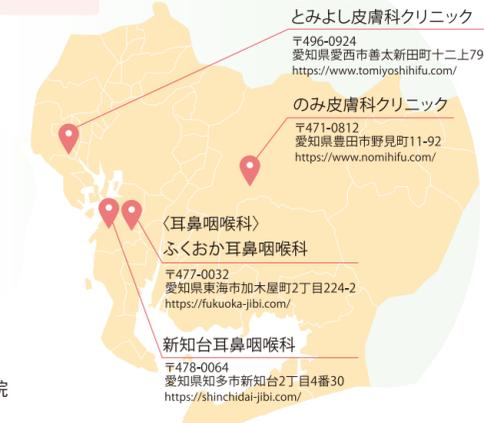 とみよし皮膚科クリニック
〒496-0924
愛知県愛西市善太新田町十二上79
https://www.tomiyoshihifu.com/
のみ皮膚科クリニック
〒471-0812
愛知県豊田市野見町11-92
https://www.nomihifu.com/
〈耳鼻咽喉科〉
ふくおか耳鼻咽喉科
〒477-0032
愛知県東海市加木屋町2丁目224-2
https://fukuoka-jibi.com/
新知台耳鼻咽喉科
〒478-0064
愛知県知多市新知台2丁目4番30
https://shinchidai-jibi.com/
院